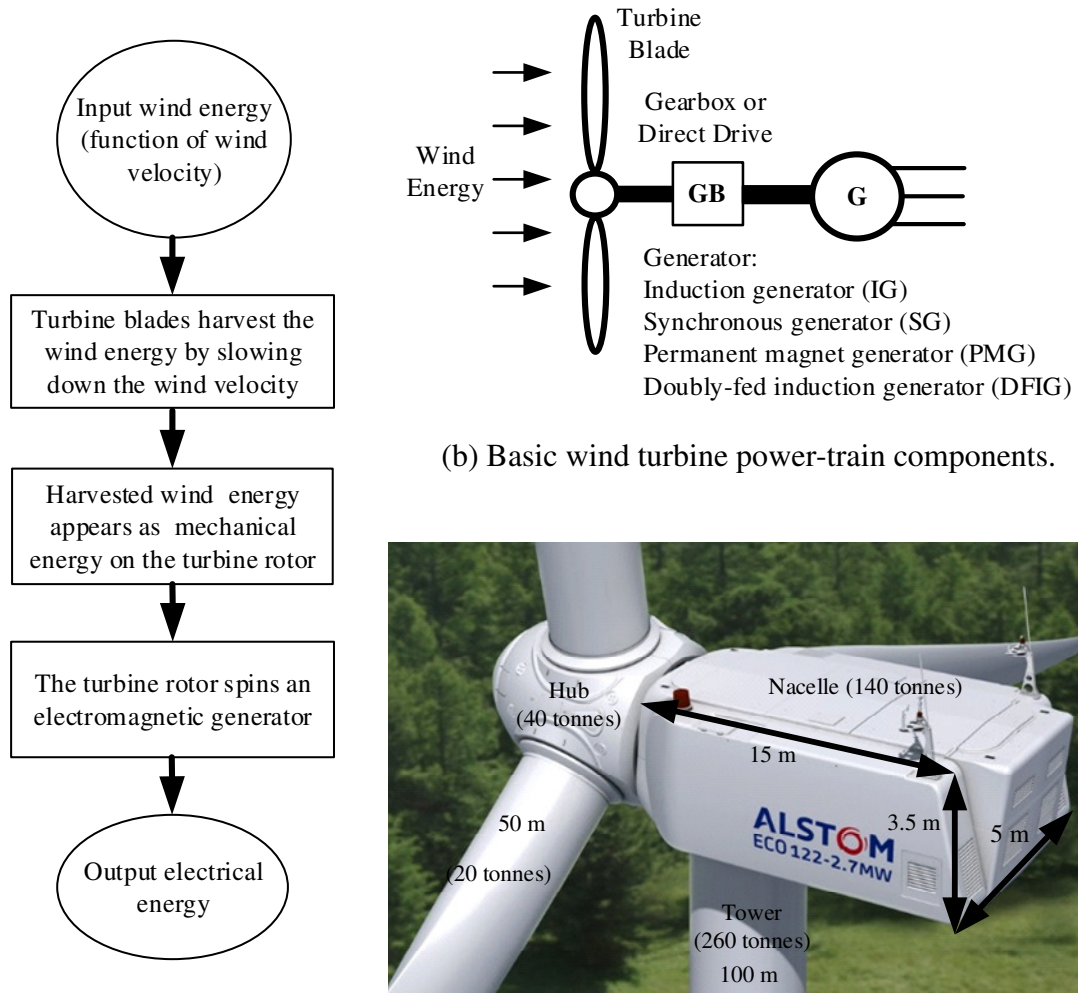 Input wind energy
(function of wind
velocity)
Turbine blades harvest the
wind energy by slowing
down the wind velocity
Harvested wind energy
appears as mechanical
energy on the turbine rotor
The turbine rotor spins an
electromagnetic generator
Output electrical
energy
Turbine
Blade
Wind
Energy
Gearbox or
Direct Drive
GB
G
Generator:
Induction generator (IG)
Synchronous generator (SG)
Permanent magnet generator (PMG)
Doubly-fed induction generator (DFIG)
(b) Basic wind turbine power-train components.
Hub
(40 tonnes)
Nacelle (140 tonnes)
15 m
3.5 m
5 m
50 m
(20 tonnes)
ALSTOM
ECO 122-2.7MW
Tower
(260 tonnes)
100 m